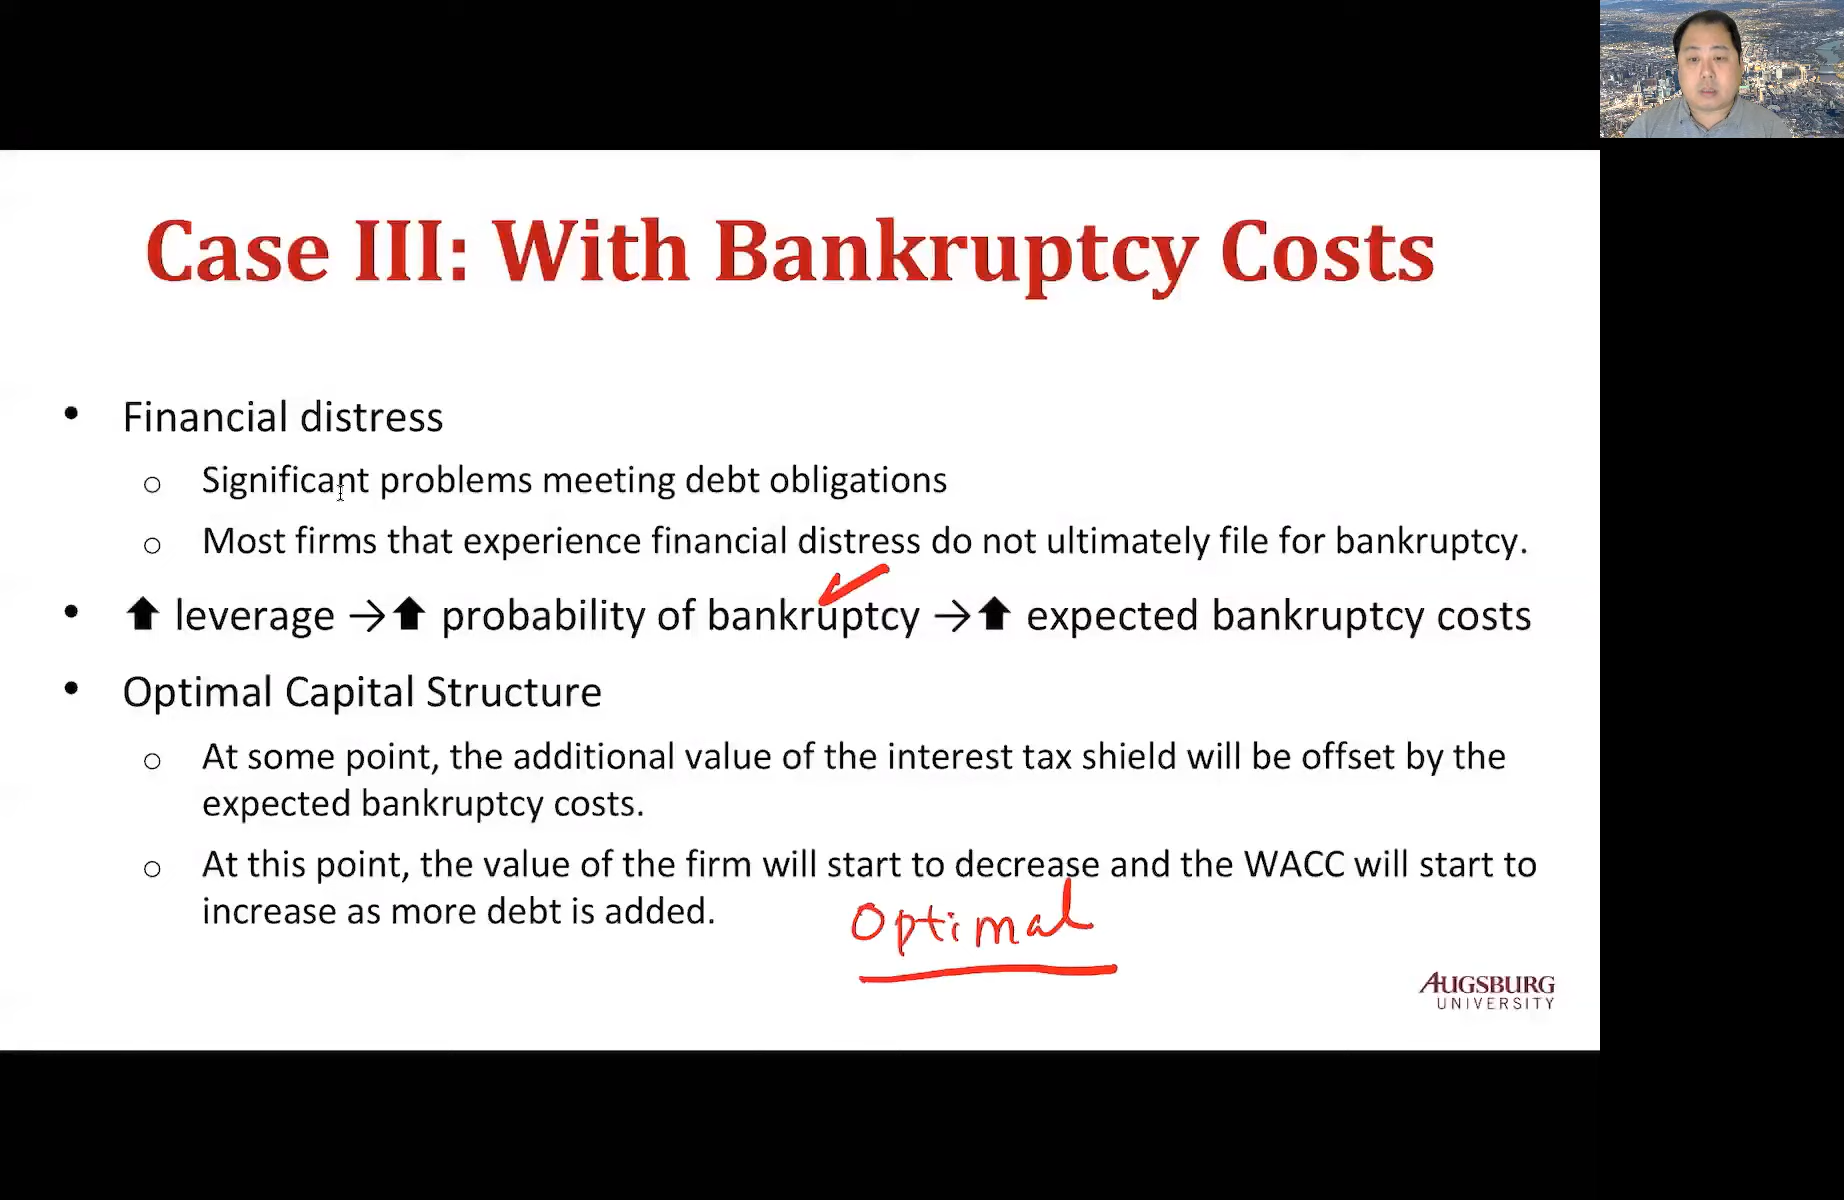 Case III: With Bankruptcy Costs
• Financial distress
o Significant problems meeting debt obligations
o Most firms that experience financial distress do not ultimately file for bankruptcy.
• ⬆ leverage →⬆ probability of bankruptcy →⬆ expected bankruptcy costs
• Optimal Capital Structure
o At some point, the additional value of the interest tax shield will be offset by the
expected bankruptcy costs.
o At this point, the value of the firm will start to decrease and the WACC will start to
increase as more debt is added.
Optimal
AUGSBURG
UNIVERSITY